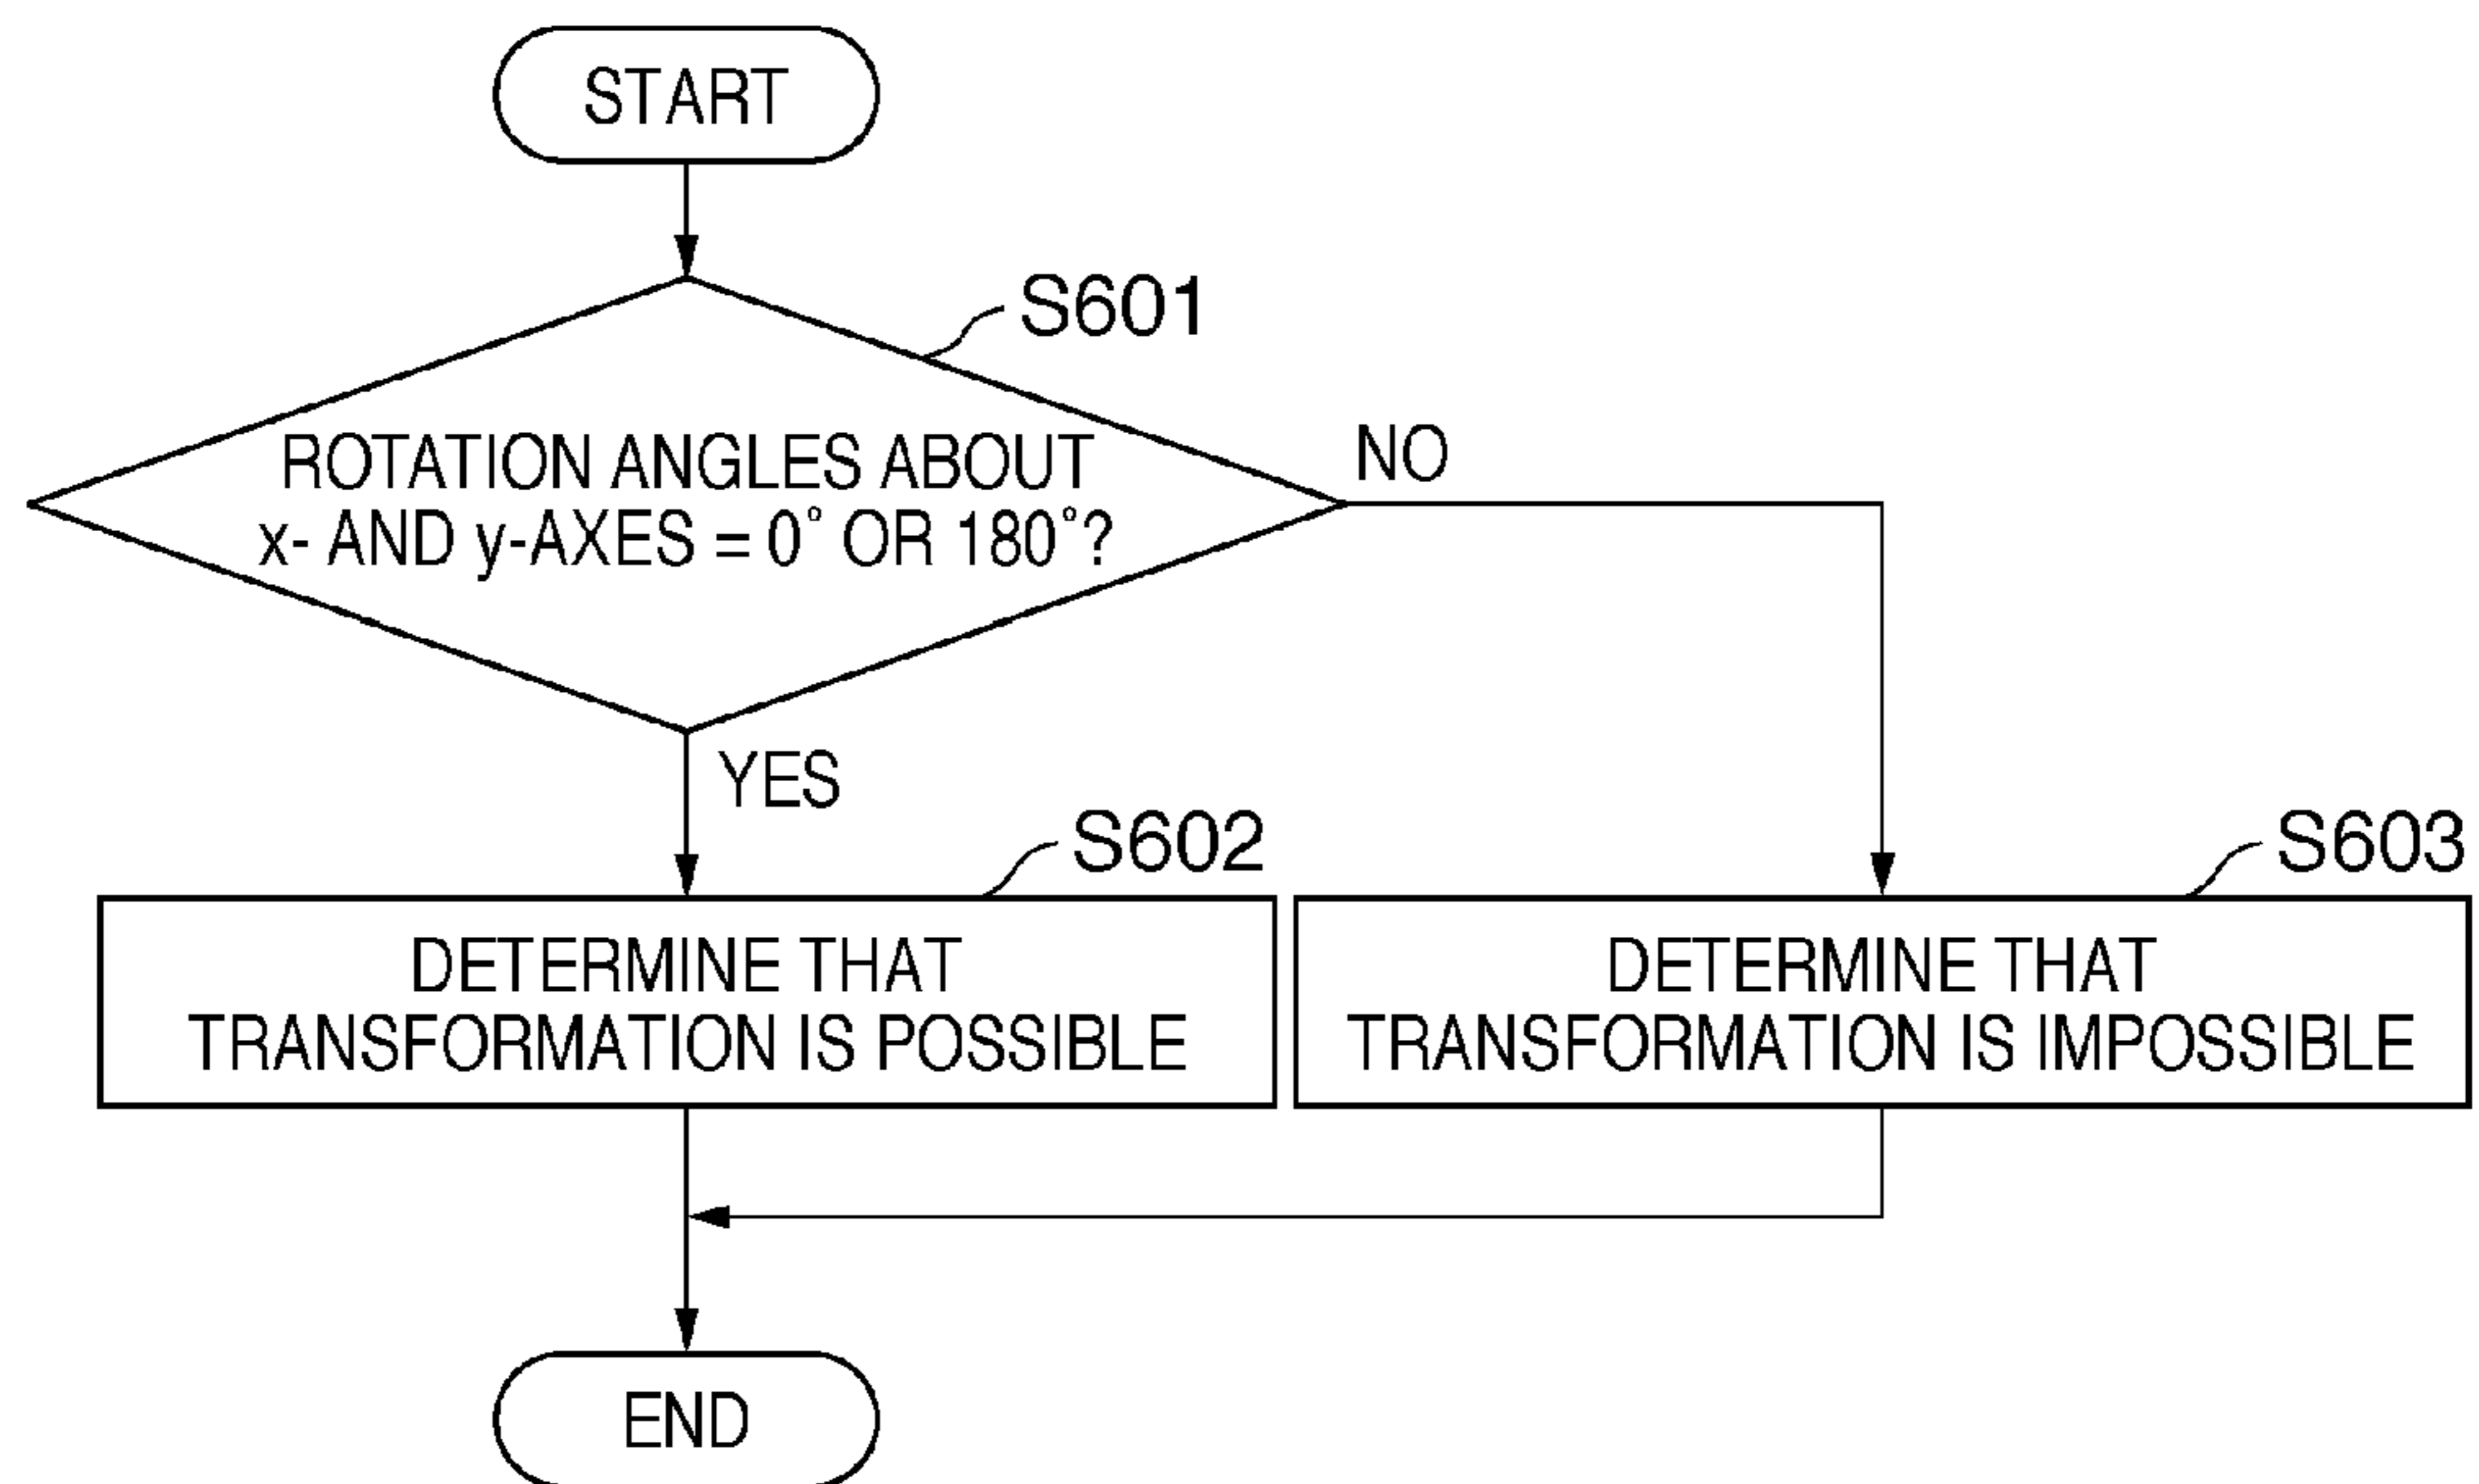 START
S601
ROTATION ANGLES ABOUT
x- AND y-AXES = 0° OR 180°?
NO
YES
S602
DETERMINE THAT
TRANSFORMATION IS POSSIBLE
S603
DETERMINE THAT
TRANSFORMATION IS IMPOSSIBLE
END